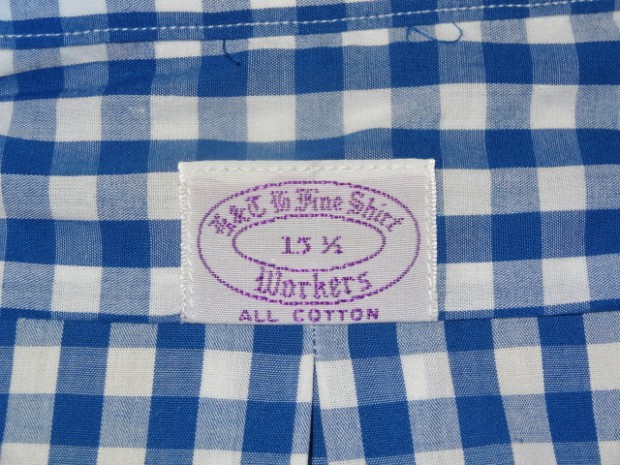 K&T H Fine Shirt
15 ½
Workers
ALL COTTON